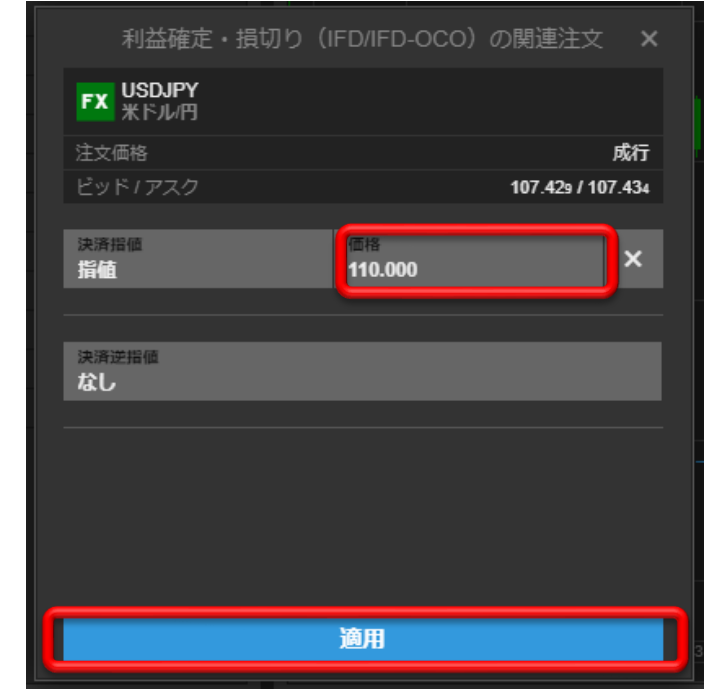 利益確定・損切り（IFD/IFD-OCO）の関連注文 ×
FX USDJPY
米ドル/円
注文価格 成行
ビッド / アスク 107.429 / 107.434
決済指値 価格
指値 110.000 ×
決済逆指値
なし
適用
3